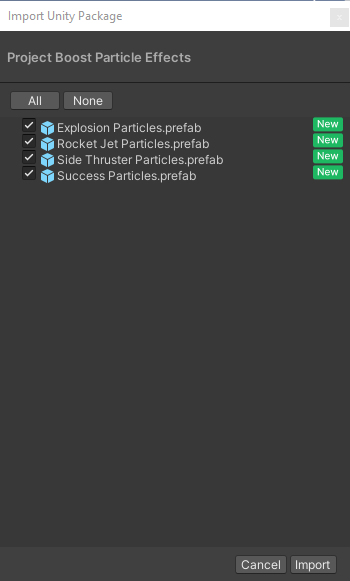 Import Unity Package
Project Boost Particle Effects
All None
Explosion Particles.prefab New
Rocket Jet Particles.prefab New
Side Thruster Particles.prefab New
Success Particles.prefab New
Cancel Import